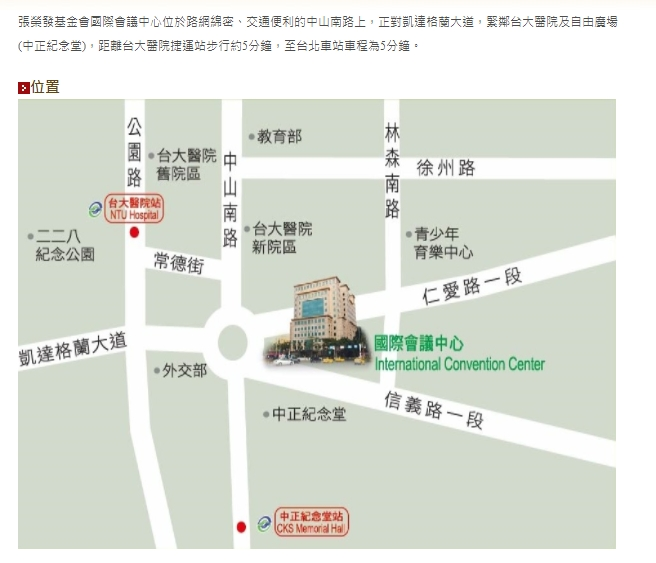 張榮發基金會國際會議中心位於路網綿密、交通便利的中山南路上，正對凱達格蘭大道，緊鄰台大醫院及自由廣場
(中正紀念堂)，距離台大醫院捷運站步行約5分鐘，至台北車站車程為5分鐘。
位置
公園路
台大醫院
舊院區
中山南路
教育部
林森南路
徐州路
台大醫院站
NTU Hospital
二二八
紀念公園
常德街
台大醫院
新院區
青少年
育樂中心
仁愛路一段
凱達格蘭大道
國際會議中心
International Convention Center
外交部
中正紀念堂
信義路一段
中正紀念堂站
CKS Memorial Hall